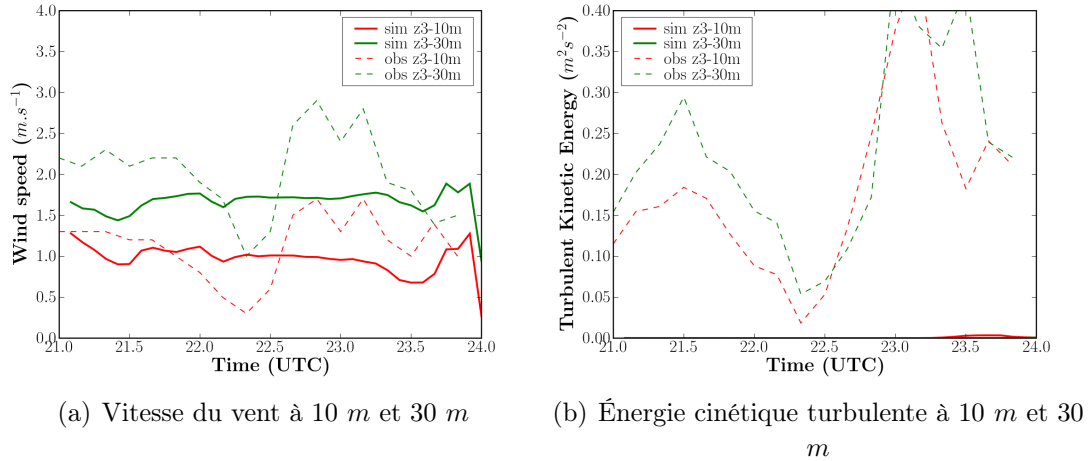 4.0
3.5
3.0
2.5
2.0
1.5
1.0
0.5
0.0
Wind speed (m.s⁻¹)
sim z3-10m
sim z3-30m
obs z3-10m
obs z3-30m
21.0 21.5 22.0 22.5 23.0 23.5 24.0
Time (UTC)
(a) Vitesse du vent à 10 m et 30 m
0.40
0.35
0.30
0.25
0.20
0.15
0.10
0.05
0.00
Turbulent Kinetic Energy (m²s⁻²)
sim z3-10m
sim z3-30m
obs z3-10m
obs z3-30m
21.0 21.5 22.0 22.5 23.0 23.5 24.0
Time (UTC)
(b) Énergie cinétique turbulente à 10 m et 30
m